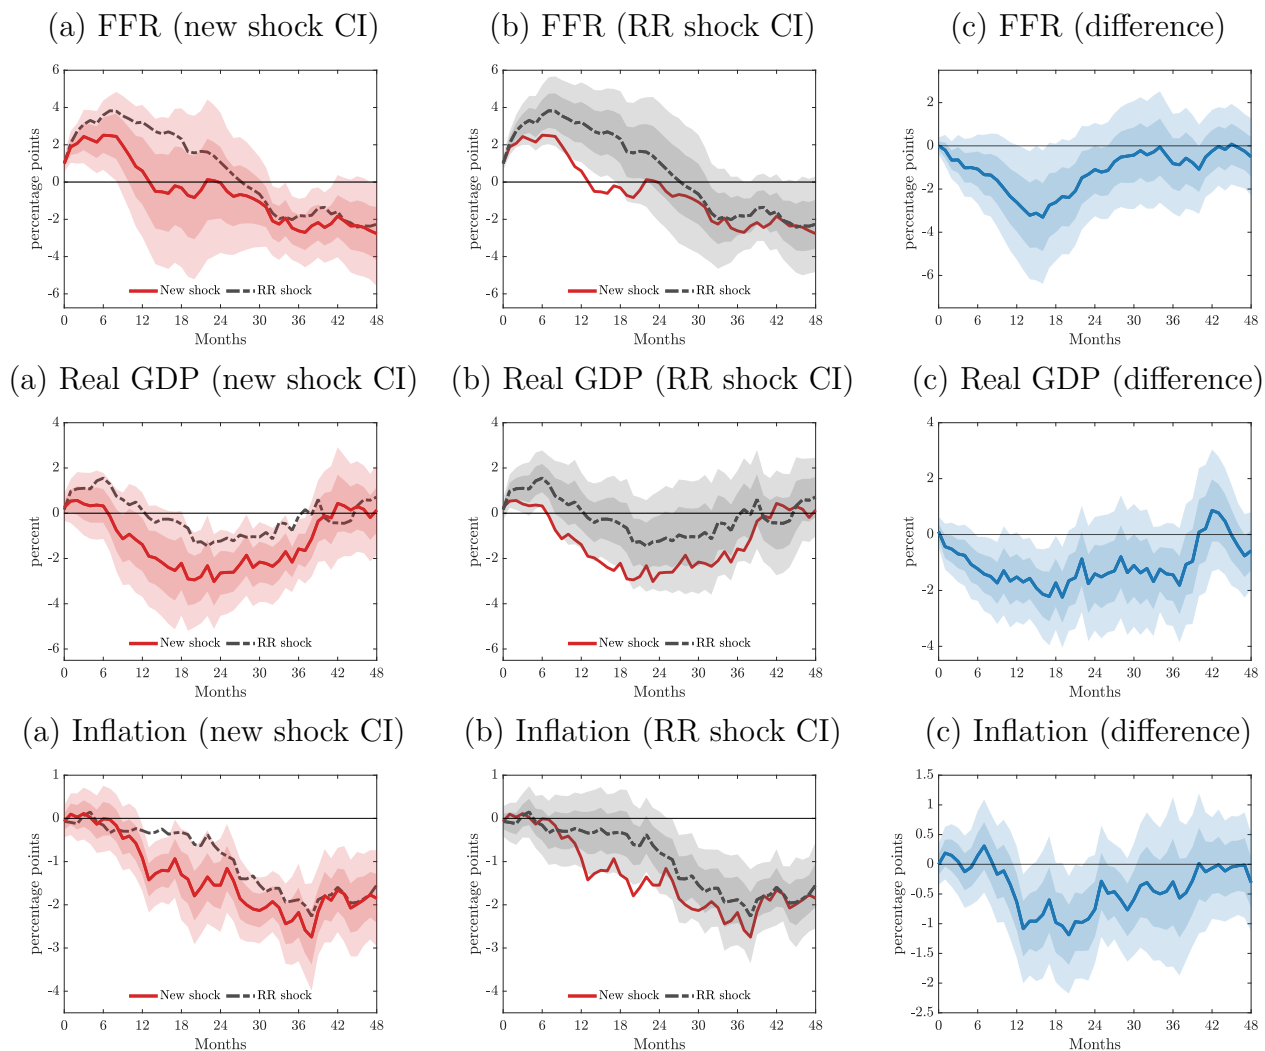 (a) FFR (new shock CI)
(b) FFR (RR shock CI)
(c) FFR (difference)
percentage points
6
4
2
0
-2
-4
-6
New shock
RR shock
0 6 12 18 24 30 36 42 48
Months
percentage points
6
4
2
0
-2
-4
-6
New shock
RR shock
0 6 12 18 24 30 36 42 48
Months
percentage points
2
0
-2
-4
-6
0 6 12 18 24 30 36 42 48
Months
(a) Real GDP (new shock CI)
(b) Real GDP (RR shock CI)
(c) Real GDP (difference)
percent
4
2
0
-2
-4
-6
New shock
RR shock
0 6 12 18 24 30 36 42 48
Months
percent
4
2
0
-2
-4
-6
New shock
RR shock
0 6 12 18 24 30 36 42 48
Months
percent
4
2
0
-2
-4
0 6 12 18 24 30 36 42 48
Months
(a) Inflation (new shock CI)
(b) Inflation (RR shock CI)
(c) Inflation (difference)
percentage points
1
0
-1
-2
-3
-4
New shock
RR shock
0 6 12 18 24 30 36 42 48
Months
percentage points
1
0
-1
-2
-3
-4
New shock
RR shock
0 6 12 18 24 30 36 42 48
Months
percentage points
1.5
1
0.5
0
-0.5
-1
-1.5
-2
-2.5
0 6 12 18 24 30 36 42 48
Months